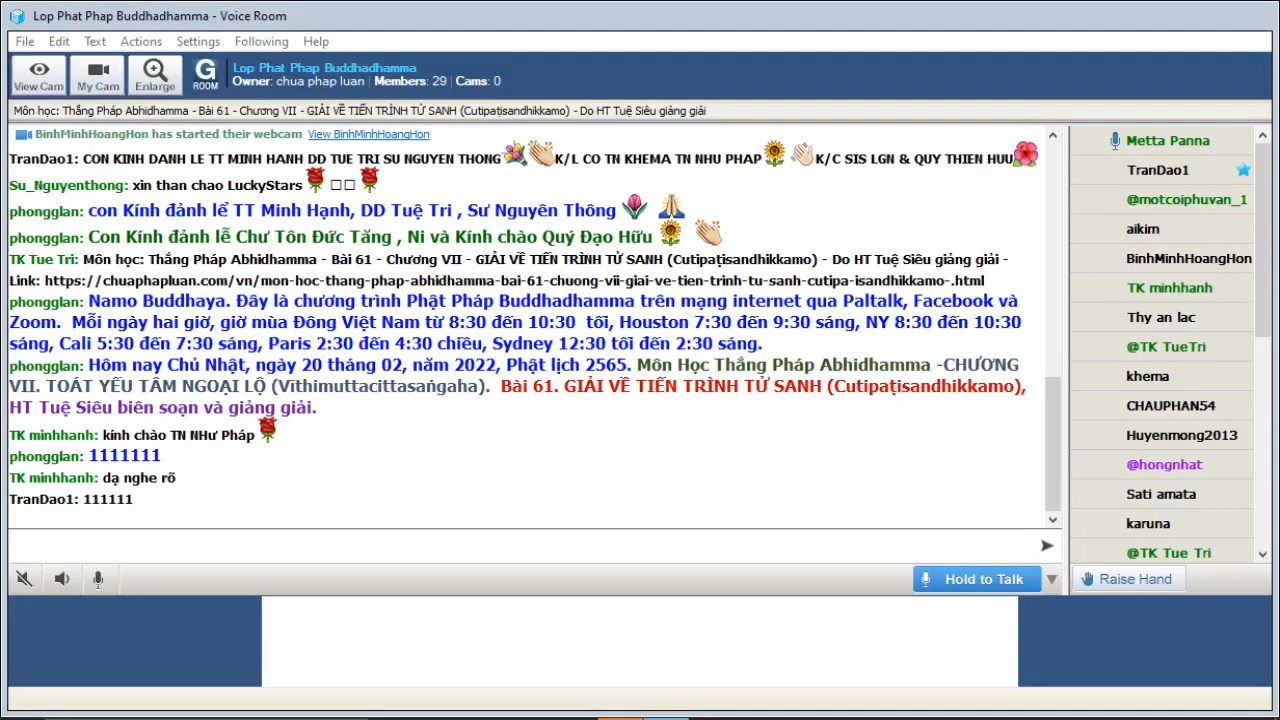 Lop Phat Phap Buddhadhamma - Voice Room
File Edit Text Actions Settings Following Help
View Cam My Cam Enlarge G ROOM
Lop Phat Phap Buddhadhamma
Owner: chua phap luan | Members: 29 | Cams: 0
Môn học: Thắng Pháp Abhidhamma - Bài 61 - Chương VII - GIẢI VỀ TIẾN TRÌNH TỬ SANH (Cutipaṭisandhikkamo) - Do HT Tuệ Siêu giảng giải
BinhMinhHoangHon has started their webcam View BinhMinhHoangHon
TranDao1: CON KINH DANH LE TT MINH HANH DD TUE TRI SU NGUYEN THONG K/L CO TN KHEMA TN NHU PHAP K/C SIS LGN & QUY THIEN HUU
Su_Nguyenthong: xin than chao LuckyStars
phongglan: con Kính đảnh lể TT Minh Hạnh, DD Tuệ Tri , Sư Nguyên Thông
phongglan: Con Kính đảnh lễ Chư Tôn Đức Tăng , Ni và Kính chào Quý Đạo Hữu
TK Tue Tri: Môn học: Thắng Pháp Abhidhamma - Bài 61 - Chương VII - GIẢI VỀ TIẾN TRÌNH TỬ SANH (Cutipaṭisandhikkamo) - Do HT Tuệ Siêu giảng giải -
Link: https://chuaphapluan.com/vn/mon-hoc-thang-phap-abhidhamma-bai-61-chuong-vii-giai-ve-tien-trinh-tu-sanh-cutipa-isandhikkamo-.html
phongglan: Namo Buddhaya. Đây là chương trình Phật Pháp Buddhadhamma trên mạng internet qua Paltalk, Facebook và
Zoom. Mỗi ngày hai giờ, giờ mùa Đông Việt Nam từ 8:30 đến 10:30 tối, Houston 7:30 đến 9:30 sáng, NY 8:30 đến 10:30
sáng, Cali 5:30 đến 7:30 sáng, Paris 2:30 đến 4:30 chiều, Sydney 12:30 tối đến 2:30 sáng.
phongglan: Hôm nay Chủ Nhật, ngày 20 tháng 02, năm 2022, Phật lịch 2565. Môn Học Thắng Pháp Abhidhamma -CHƯƠNG
VII. TOÁT YẾU TÂM NGOẠI LỘ (Vīthimuttacittasaṅgaha). Bài 61. GIẢI VỀ TIẾN TRÌNH TỬ SANH (Cutipaṭisandhikkamo),
HT Tuệ Siêu biên soạn và giảng giải.
TK minhhanh: kính chào TN NHư Pháp
phongglan: 1111111
TK minhhanh: dạ nghe rõ
TranDao1: 111111
Hold to Talk
Metta Panna
TranDao1
@motcoiphuvan_1
aikim
BinhMinhHoangHon
TK minhhanh
Thy an lac
@TK TueTri
khema
CHAUPHAN54
Huyenmong2013
@hongnhat
Sati amata
karuna
@TK Tue Tri
Raise Hand